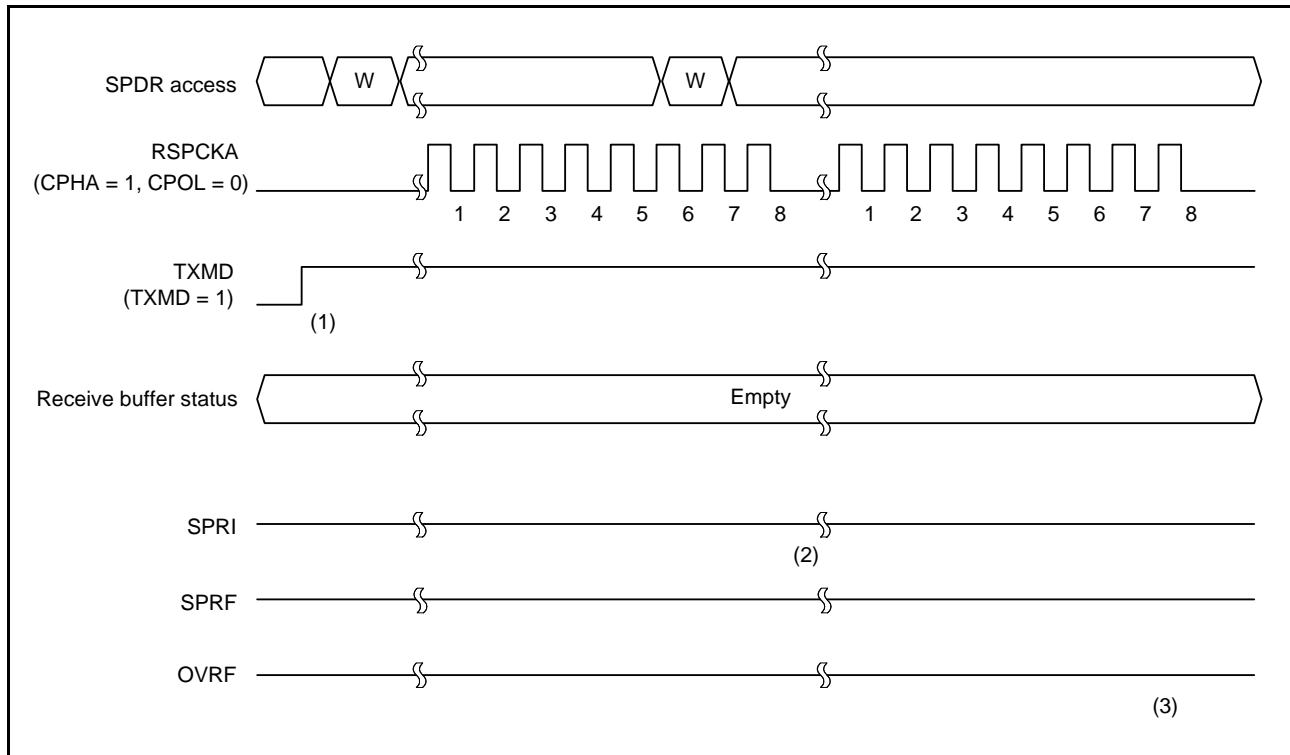 SPDR access
W
W
RSPCKA
(CPHA = 1, CPOL = 0)
1 2 3 4 5 6 7 8 1 2 3 4 5 6 7 8
TXMD
(TXMD = 1)
(1)
Receive buffer status
Empty
SPRI
(2)
SPRF
OVRF
(3)